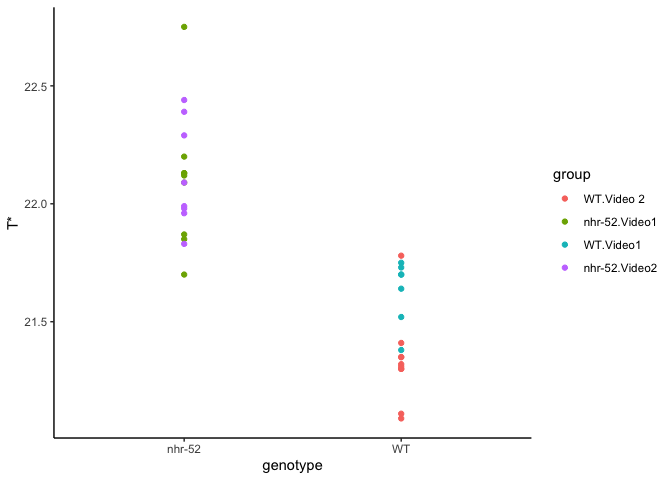 22.5
22.0
21.5
T*
nhr-52
WT
genotype
group
WT.Video 2
nhr-52.Video1
WT.Video1
nhr-52.Video2